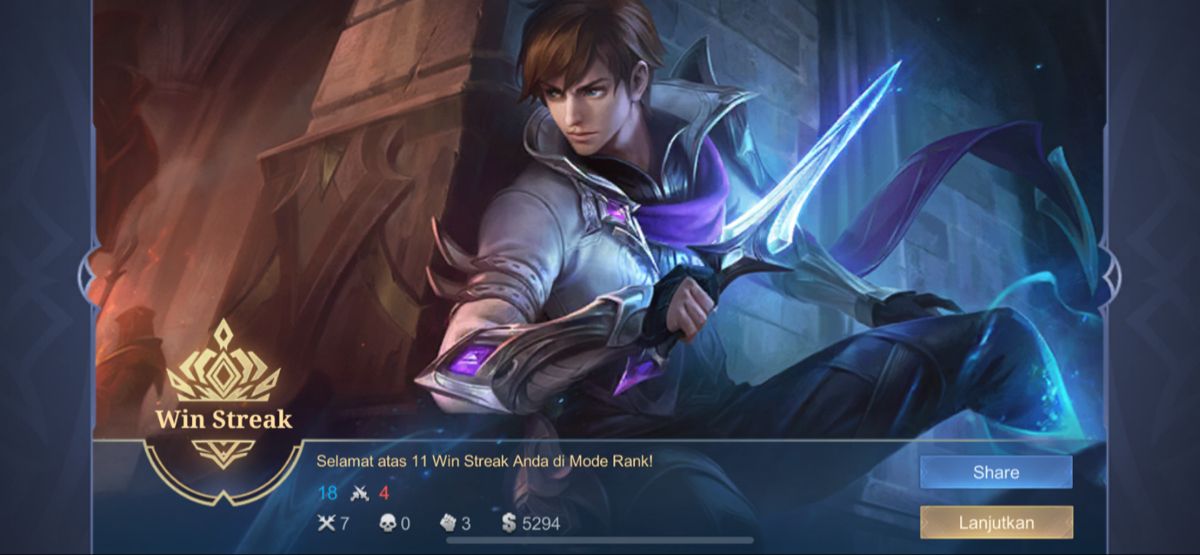 Win Streak
Selamat atas 11 Win Streak Anda di Mode Rank!
18 4
7 0 3 5294
Share
Lanjutkan